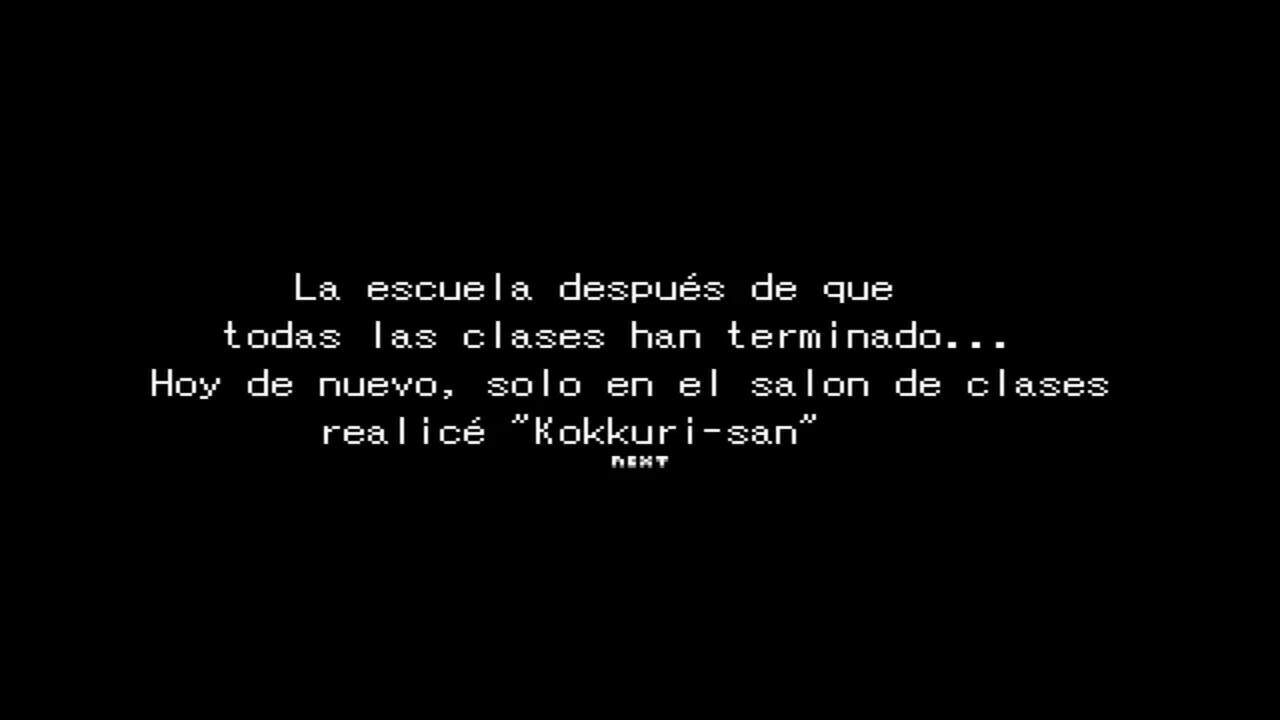 La escuela después de que
todas las clases han terminado...
Hoy de nuevo, solo en el salon de clases
realicé "Kokkuri-san"
NEXT